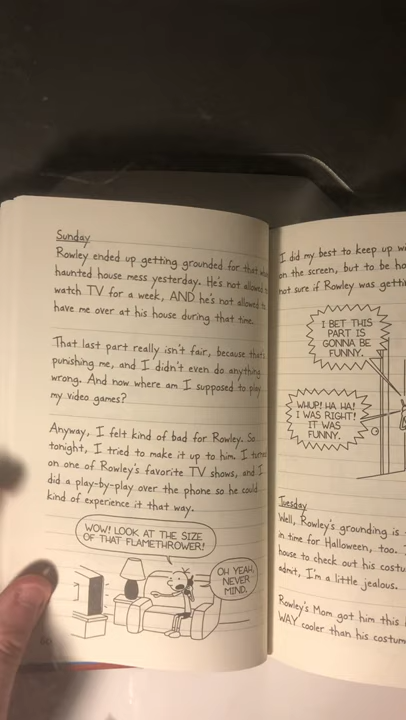 Sunday
Rowley ended up getting grounded for that whole
haunted house mess yesterday. He's not allowed to
watch TV for a week, AND he's not allowed to
have me over at his house during that time.
That last part really isn't fair, because that's
punishing me, and I didn't even do anything
wrong. And now where am I supposed to play
my video games?
Anyway, I felt kind of bad for Rowley. So
tonight, I tried to make it up to him. I turned
on one of Rowley's favorite TV shows, and I
did a play-by-play over the phone so he could
kind of experience it that way.
WOW! LOOK AT THE SIZE
OF THAT FLAMETHROWER!
OH YEAH,
NEVER
MIND.
I did my best to keep up
on the screen, but to be
not sure if Rowley was
I BET THIS
PART IS
GONNA BE
FUNNY.
WHUP! HA HA!
I WAS RIGHT!
IT WAS
FUNNY.
Tuesday
Well, Rowley's grounding is
in time for Halloween, too.
house to check out his
admit, I'm a little jealous.
Rowley's Mom got him this
WAY cooler than his